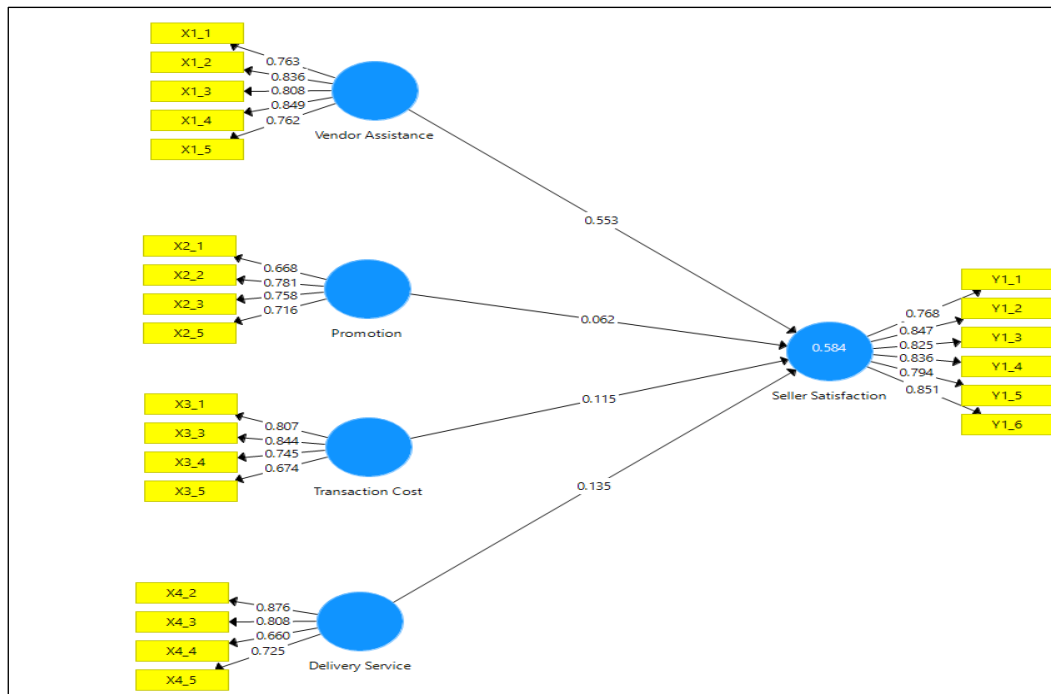 X1_1
X1_2
X1_3
X1_4
X1_5
0.763
0.836
0.808
0.849
0.762
Vendor Assistance
0.553
X2_1
X2_2
X2_3
X2_5
0.668
0.781
0.758
0.716
Promotion
0.062
X3_1
X3_3
X3_4
X3_5
0.807
0.844
0.745
0.674
Transaction Cost
0.115
X4_2
X4_3
X4_4
X4_5
0.876
0.808
0.660
0.725
Delivery Service
0.135
0.584
Seller Satisfaction
0.768
0.847
0.825
0.836
0.794
0.851
Y1_1
Y1_2
Y1_3
Y1_4
Y1_5
Y1_6